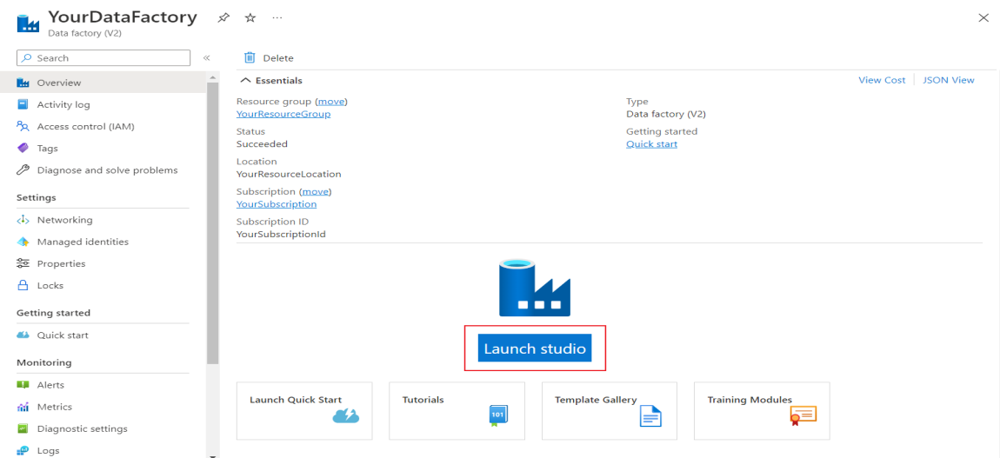 YourDataFactory
Data factory (V2)
Search
Overview
Activity log
Access control (IAM)
Tags
Diagnose and solve problems
Settings
Networking
Managed identities
Properties
Locks
Getting started
Quick start
Monitoring
Alerts
Metrics
Diagnostic settings
Logs
Delete
Essentials
View Cost
JSON View
Resource group (move)
YourResourceGroup
Status
Succeeded
Location
YourResourceLocation
Subscription (move)
YourSubscription
Subscription ID
YourSubscriptionId
Type
Data factory (V2)
Getting started
Quick start
Launch studio
Launch Quick Start
Tutorials
101
Template Gallery
Training Modules